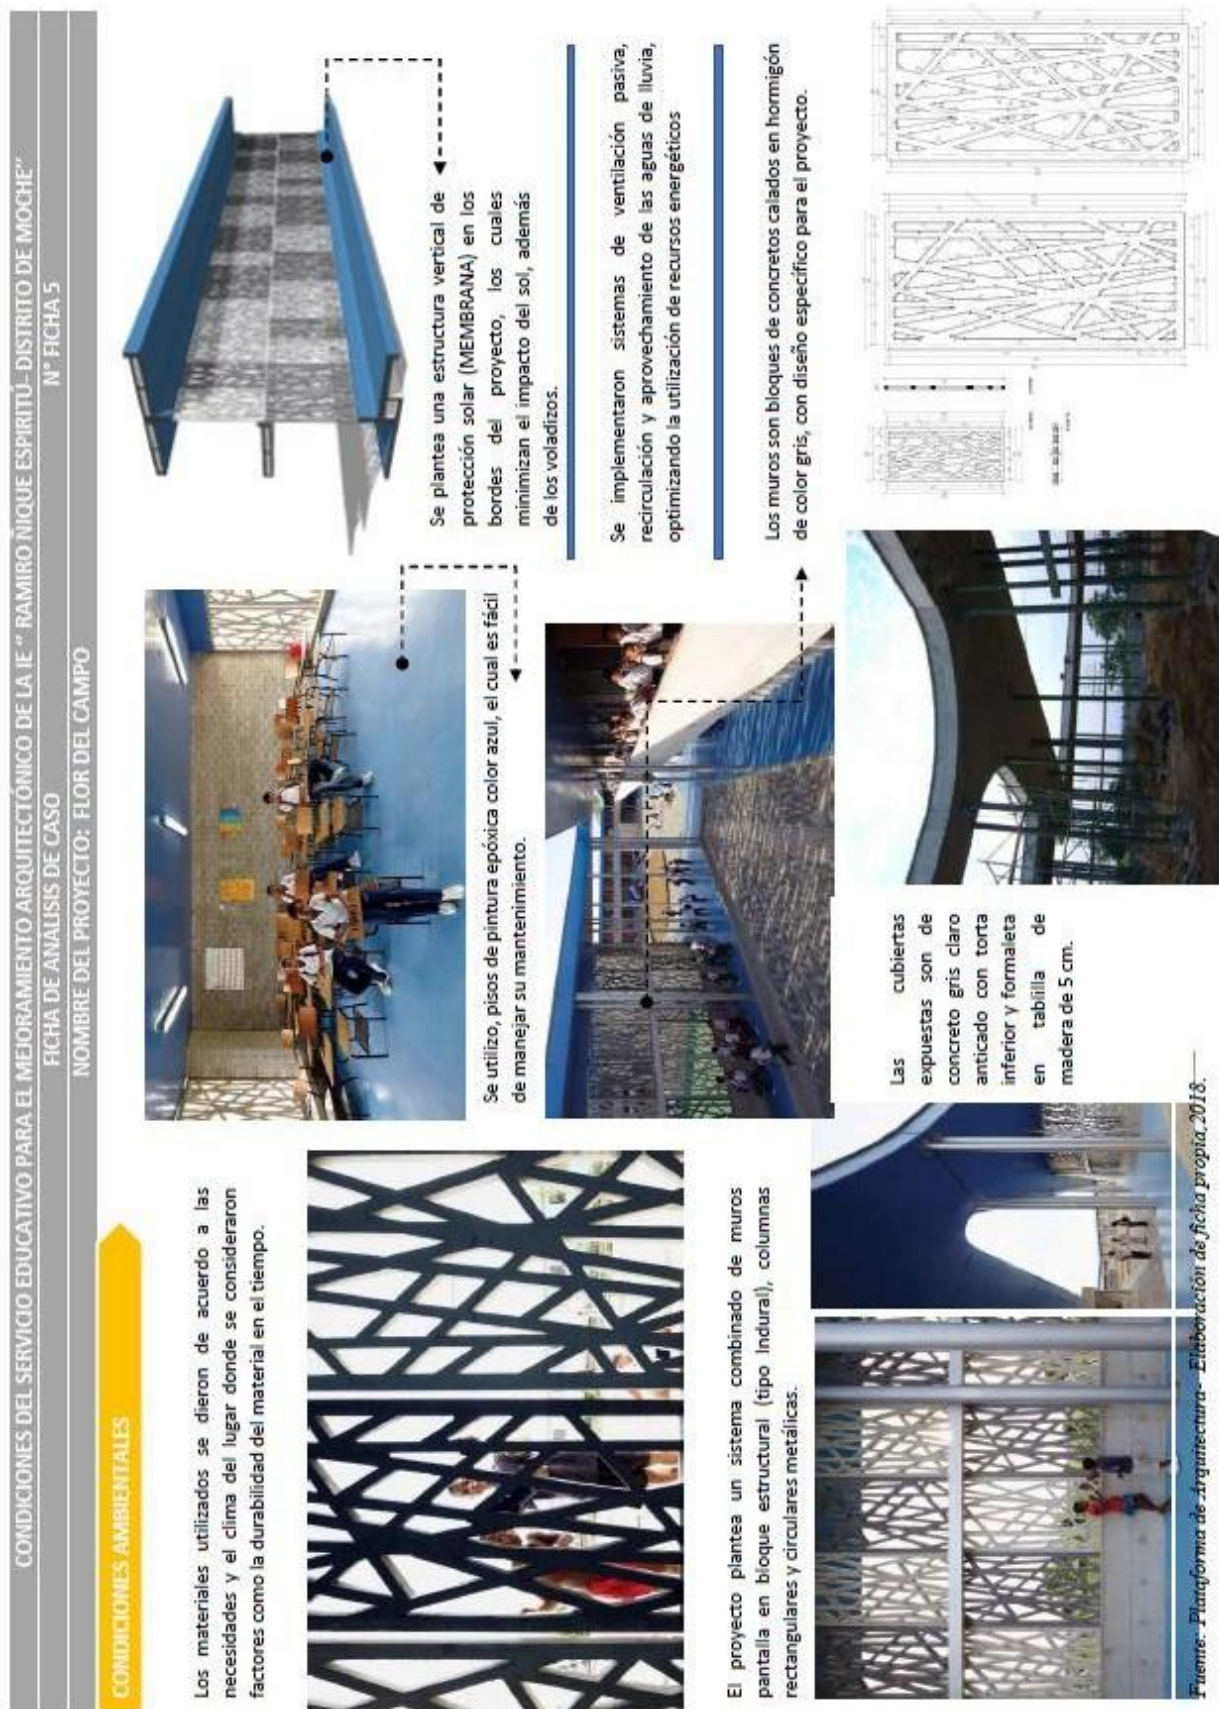 CONDICIONES DEL SERVICIO EDUCATIVO PARA EL MEJORAMIENTO ARQUITECTÓNICO DE LA IE " RAMIRO ÑIQUE ESPIRITÚ-DISTRITO DE MOCHE"
FICHA DE ANALISIS DE CASO
N° FICHA 5
NOMBRE DEL PROYECTO: FLOR DEL CAMPO
CONDICIONES AMBIENTALES
Los materiales utilizados se dieron de acuerdo a las
necesidades y el clima del lugar donde se consideraron
factores como la durabilidad del material en el tiempo.
El proyecto plantea un sistema combinado de muros
pantalla en bloque estructural (tipo Indural), columnas
rectangulares y circulares metálicas.
Se utilizo, pisos de pintura epóxica color azul, el cual es fácil
de manejar su mantenimiento.
Las cubiertas
expuestas son de
concreto gris claro
anticado con torta
inferior y formaleta
en tablilla de
madera de 5 cm.
Se plantea una estructura vertical de
protección solar (MEMBRANA) en los
bordes del proyecto, los cuales
minimizan el impacto del sol, además
de los voladizos.
Se implementaron sistemas de ventilación pasiva,
recirculación y aprovechamiento de las aguas de lluvia,
optimizando la utilización de recursos energéticos
Los muros son bloques de concretos calados en hormigón
de color gris, con diseño específico para el proyecto.
Fuente: Plataforma de Arquitectura- Elaboración de ficha propia,2018.